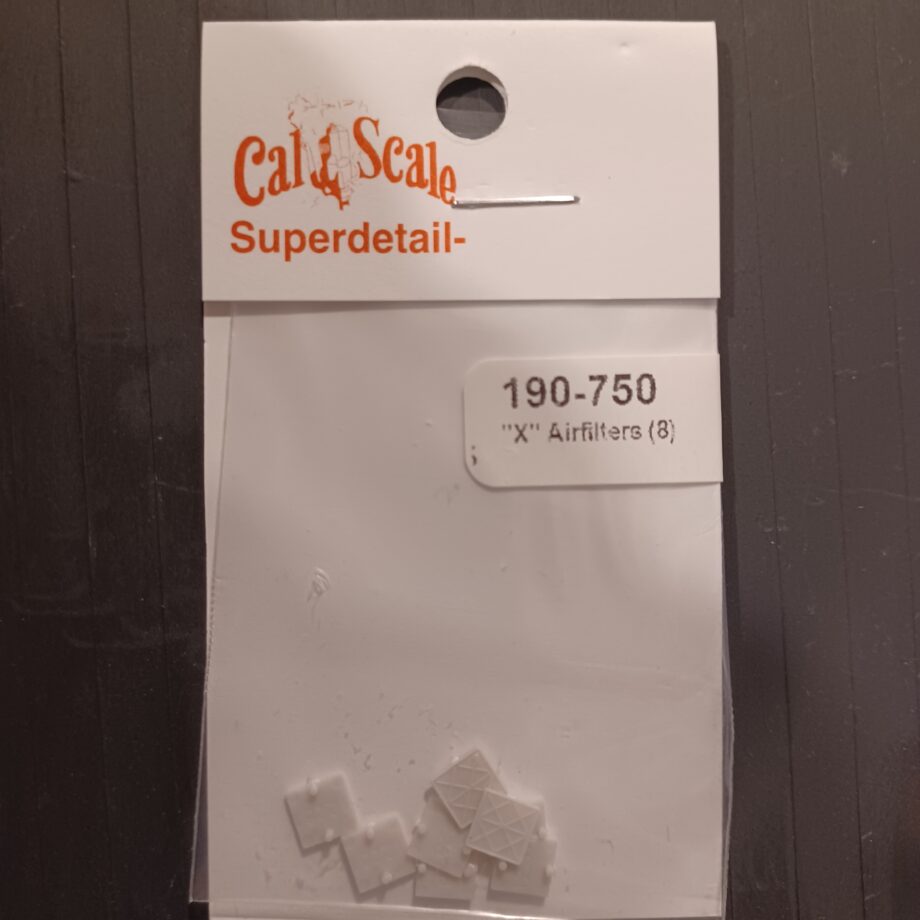 Cal Scale
Superdetail-
190-750
"X" Airfilters (8)